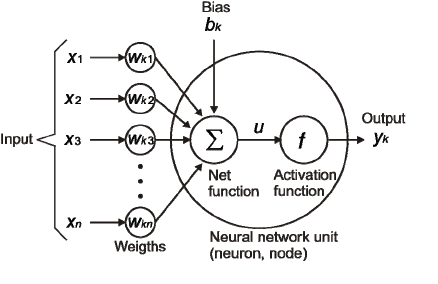 Bias
bk
x1 wk1
x2 wk2
Input x3 wk3 Σ u f Output yk
Net function
Activation function
xn wkn
Weigths
Neural network unit
(neuron, node)